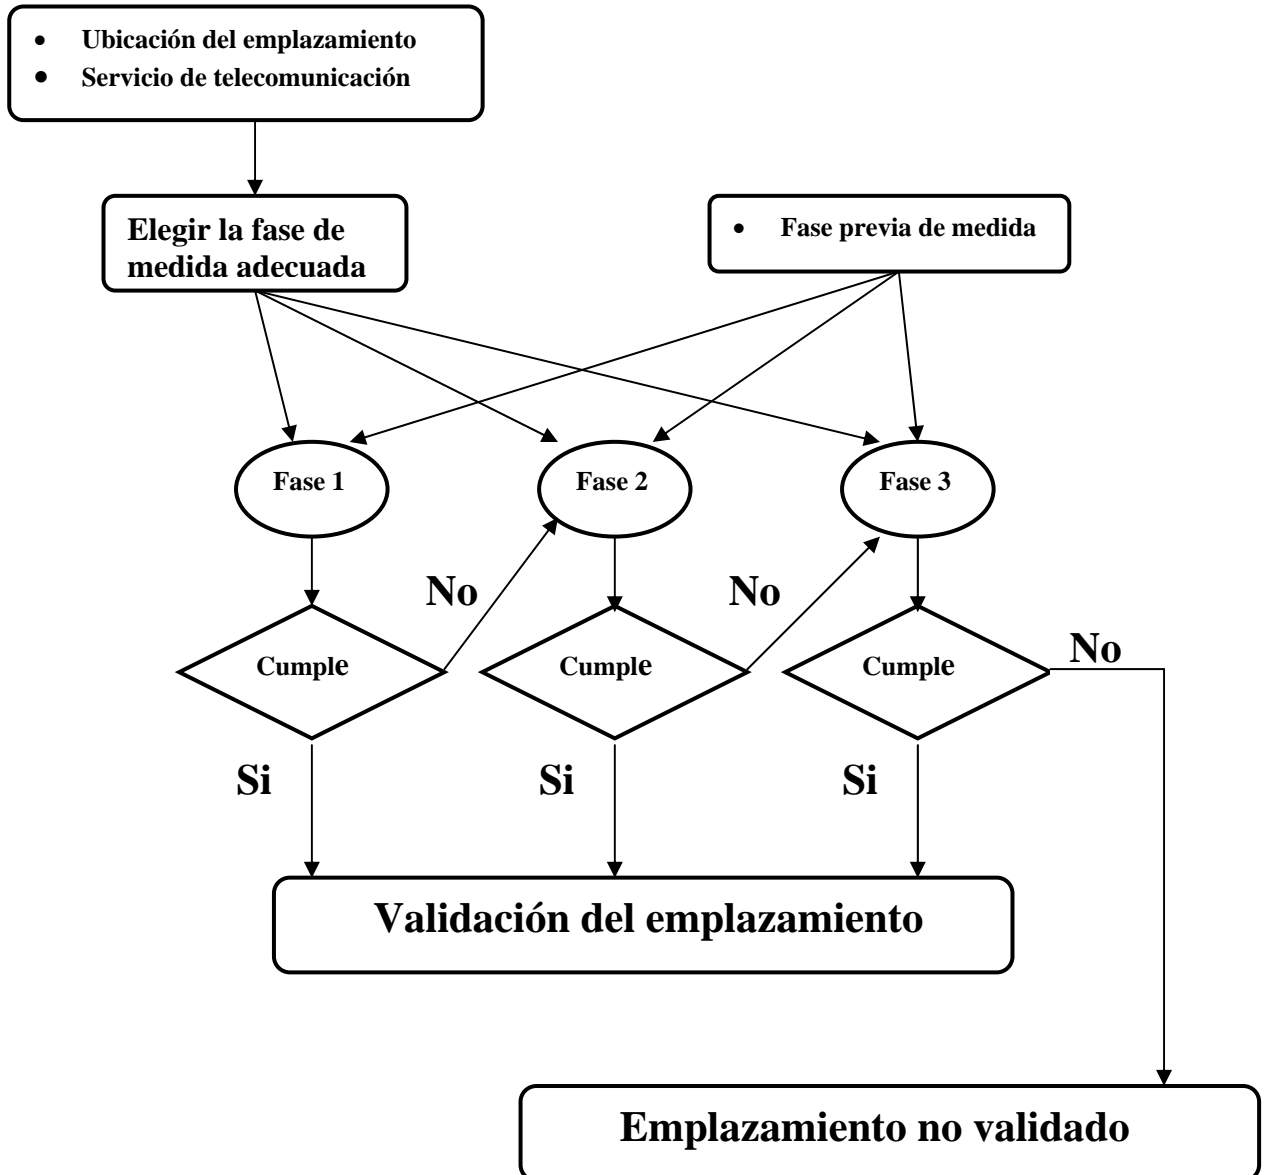 • Ubicación del emplazamiento
• Servicio de telecomunicación
Elegir la fase de
medida adecuada
• Fase previa de medida
Fase 1
Fase 2
Fase 3
No
No
No
Cumple
Cumple
Cumple
Si
Si
Si
Validación del emplazamiento
Emplazamiento no validado